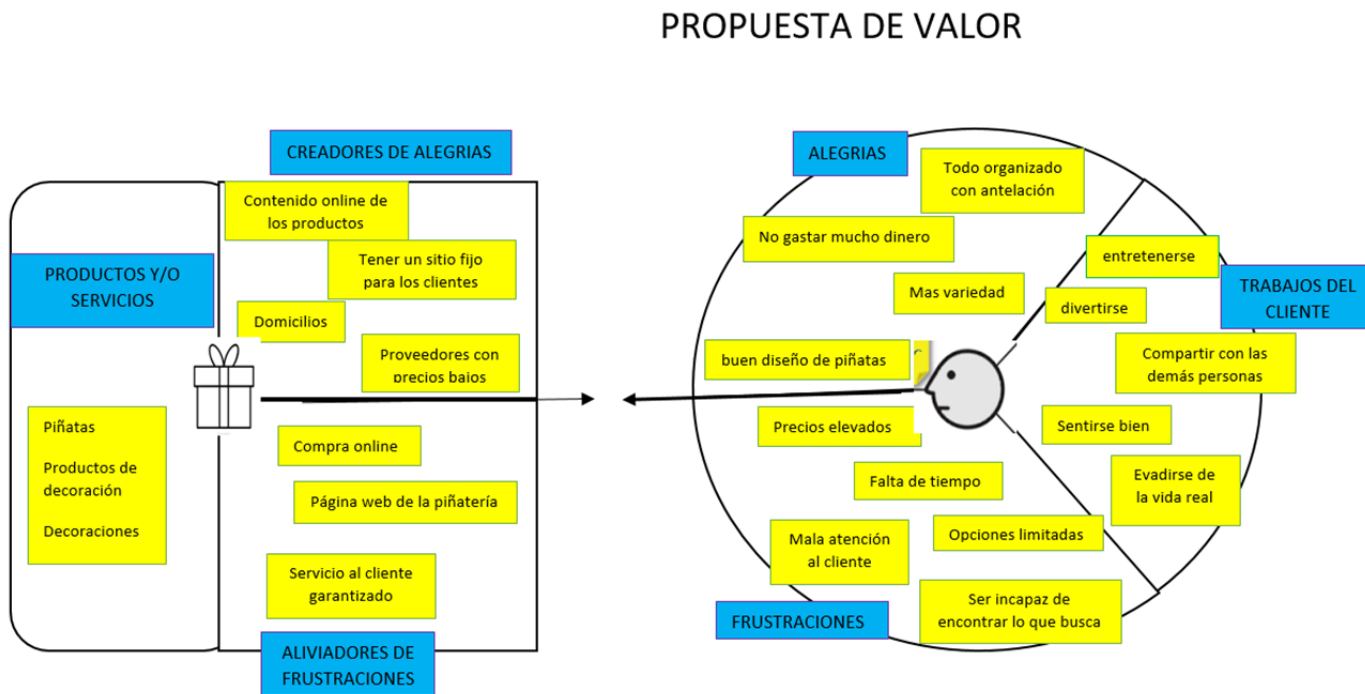 PROPUESTA DE VALOR
CREADORES DE ALEGRIAS
Contenido online de
los productos
Tener un sitio fijo
para los clientes
PRODUCTOS Y/O
SERVICIOS
Domicilios
Proveedores con
precios bajos
Piñatas
Productos de
decoración
Decoraciones
Compra online
Página web de la piñatería
Servicio al cliente
garantizado
ALIVIADORES DE
FRUSTRACIONES
ALEGRIAS
Todo organizado
con antelación
No gastar mucho dinero
Mas variedad
buen diseño de piñatas
entretenerse
TRABAJOS DEL
CLIENTE
divertirse
Compartir con las
demás personas
Sentirse bien
Evadirse de
la vida real
Precios elevados
Falta de tiempo
Opciones limitadas
Mala atención
al cliente
Ser incapaz de
encontrar lo que busca
FRUSTRACIONES